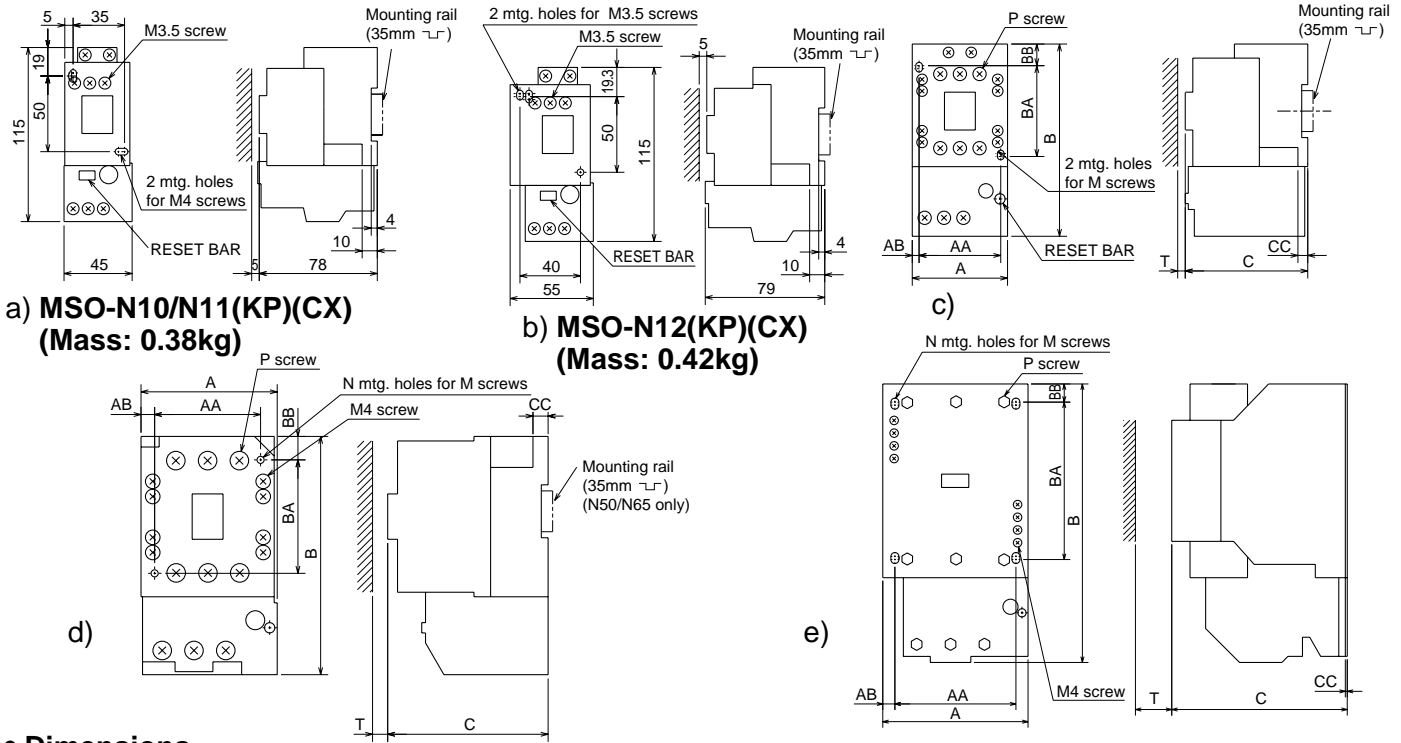 5
35
M3.5 screw
19
50
115
2 mtg. holes
for M4 screws
RESET BAR
45
Mounting rail
(35mm )
4
10
5
78
a) MSO-N10/N11(KP)(CX)
(Mass: 0.38kg)
2 mtg. holes for M3.5 screws
M3.5 screw
5
19.3
50
115
Mounting rail
(35mm )
RESET BAR
40
55
4
10
79
b) MSO-N12(KP)(CX)
(Mass: 0.42kg)
P screw
BB
BA
B
Mounting rail
(35mm )
2 mtg. holes
for M screws
AB
AA
A
RESET BAR
CC
T
C
c)
P screw
A
N mtg. holes for M screws
AB
AA
M4 screw
BB
CC
BA
B
Mounting rail
(35mm )
(N50/N65 only)
d)
T
C
N mtg. holes for M screws
P screw
BB
BA
B
e)
AB
AA
A
M4 screw
CC
T
C